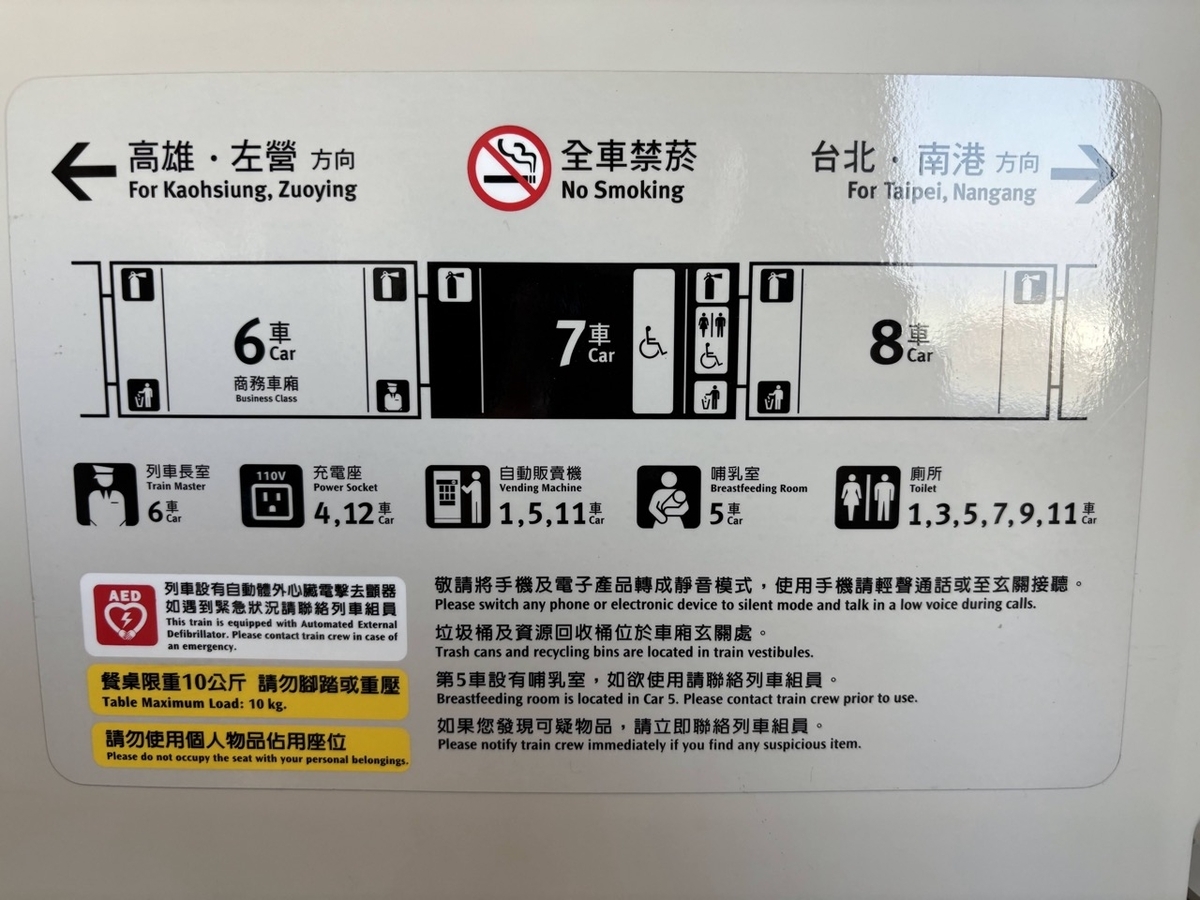 高雄・左營 方向
For Kaohsiung, Zuoying
全車禁菸
No Smoking
台北・南港 方向
For Taipei, Nangang
6車
Car
商務車廂
Business Class
7車
Car
8車
Car
列車長室
Train Master
6車
Car
110V
充電座
Power Socket
4,12車
Car
自動販賣機
Vending Machine
1,5,11車
Car
哺乳室
Breastfeeding Room
5車
Car
廁所
Toilet
1,3,5,7,9,11車
Car
AED
列車設有自動體外心臟電擊去顫器
如遇到緊急狀況請聯絡列車組員
This train is equipped with Automated External
Defibrillator. Please contact train crew in case of
an emergency.
餐桌限重10公斤 請勿腳踏或重壓
Table Maximum Load: 10 kg.
請勿使用個人物品佔用座位
Please do not occupy the seat with your personal belongings.
敬請將手機及電子產品轉成靜音模式，使用手機請輕聲通話或至玄關接聽。
Please switch any phone or electronic device to silent mode and talk in a low voice during calls.
垃圾桶及資源回收桶位於車廂玄關處。
Trash cans and recycling bins are located in train vestibules.
第5車設有哺乳室，如欲使用請聯絡列車組員。
Breastfeeding room is located in Car 5. Please contact train crew prior to use.
如果您發現可疑物品，請立即聯絡列車組員。
Please notify train crew immediately if you find any suspicious item.